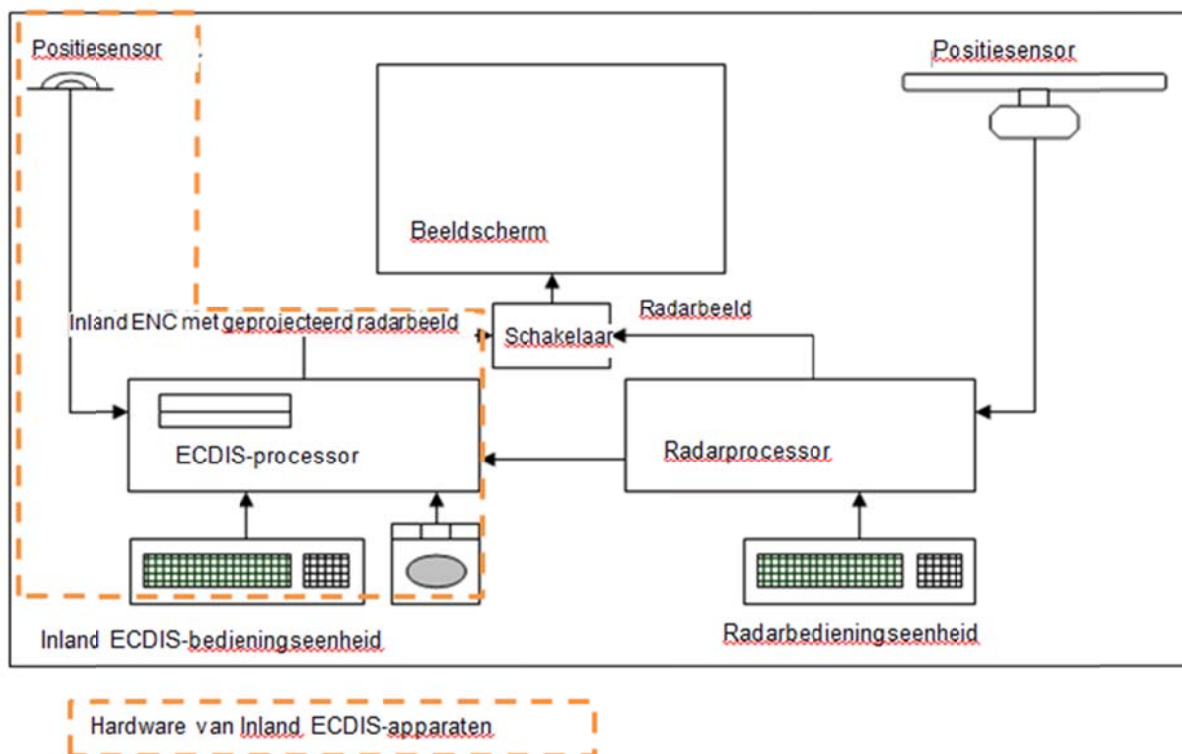 Positiesensor
Positiesensor
Beeldscherm
Inland ENC met geprojecteerd radarbeeld
Schakelaar
Radarbeeld
ECDIS-processor
Radarprocessor
Inland ECDIS-bedieningseenheid
Radarbedieningseenheid
Hardware van Inland ECDIS-apparaten